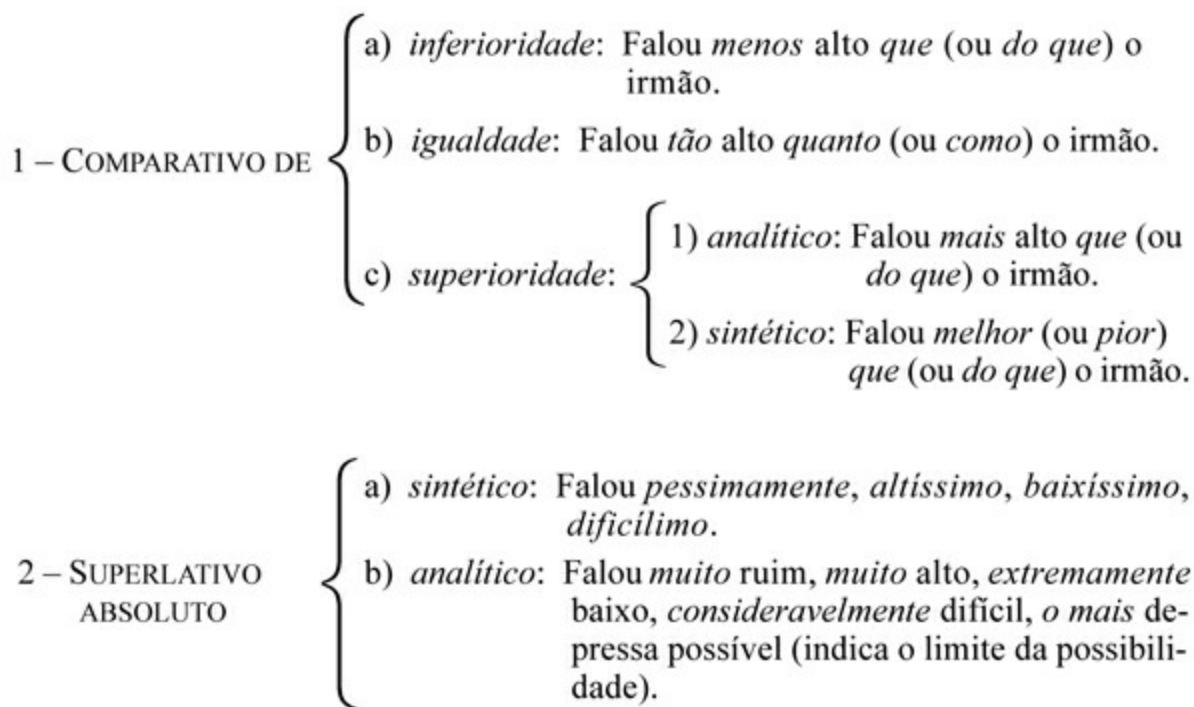 a) inferioridade: Falou menos alto que (ou do que) o
irmão.
1 – COMPARATIVO DE
b) igualdade: Falou tão alto quanto (ou como) o irmão.
c) superioridade:
1) analítico: Falou mais alto que (ou
do que) o irmão.
2) sintético: Falou melhor (ou pior)
que (ou do que) o irmão.
2 – SUPERLATIVO
ABSOLUTO
a) sintético: Falou pessimamente, altíssimo, baixíssimo,
dificílimo.
b) analítico: Falou muito ruim, muito alto, extremamente
baixo, consideravelmente difícil, o mais de-
pressa possível (indica o limite da possibili-
dade).